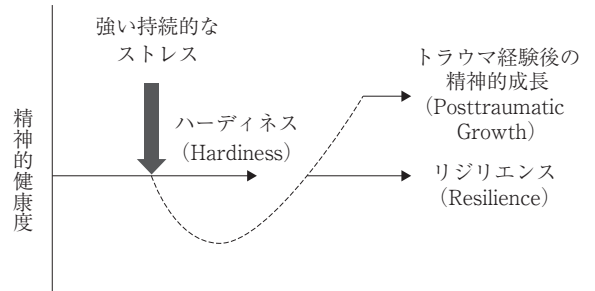 強い持続的な
ストレス
トラウマ経験後の
精神的成長
(Posttraumatic
Growth)
ハーディネス
(Hardiness)
リジリエンス
(Resilience)
精神的健康度